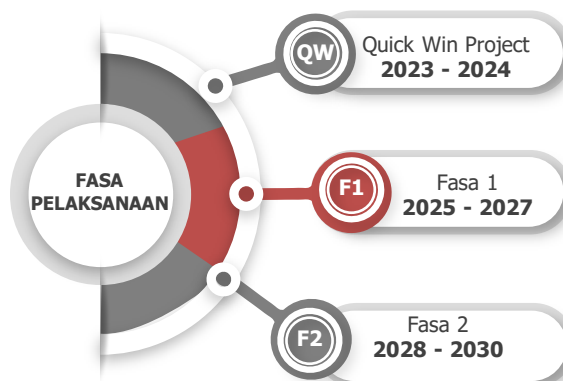 QW
Quick Win Project
2023 - 2024
FASA
PELAKSANAAN
F1
Fasa 1
2025 - 2027
F2
Fasa 2
2028 - 2030